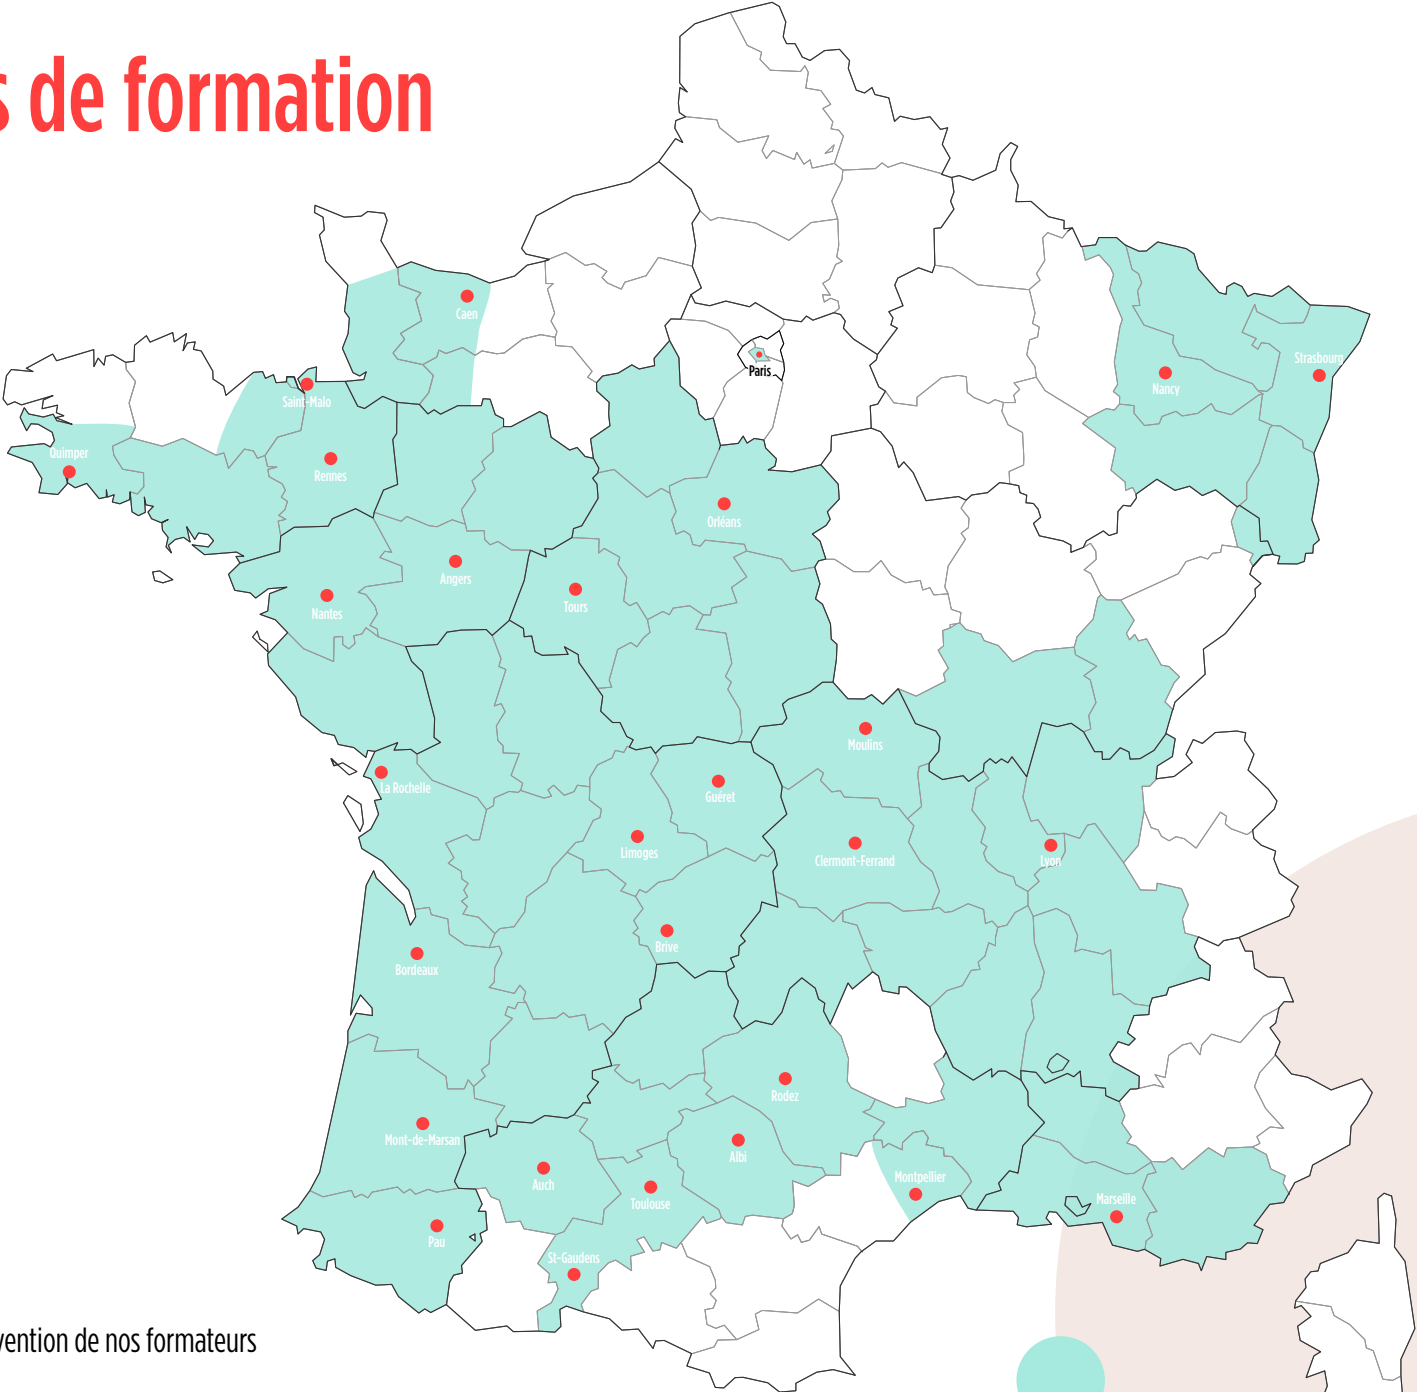 s de formation
Caen
Strasbourg
Paris
Nancy
Saint-Malo
Quimper
Rennes
Orléans
Angers
Tours
Nantes
Moulins
La Rochelle
Guéret
Limoges
Clermont-Ferrand
Lyon
Brive
Bordeaux
Rodez
Mont-de-Marsan
Albi
Auch
Montpellier
Toulouse
Marseille
Pau
St-Gaudens
vention de nos formateurs